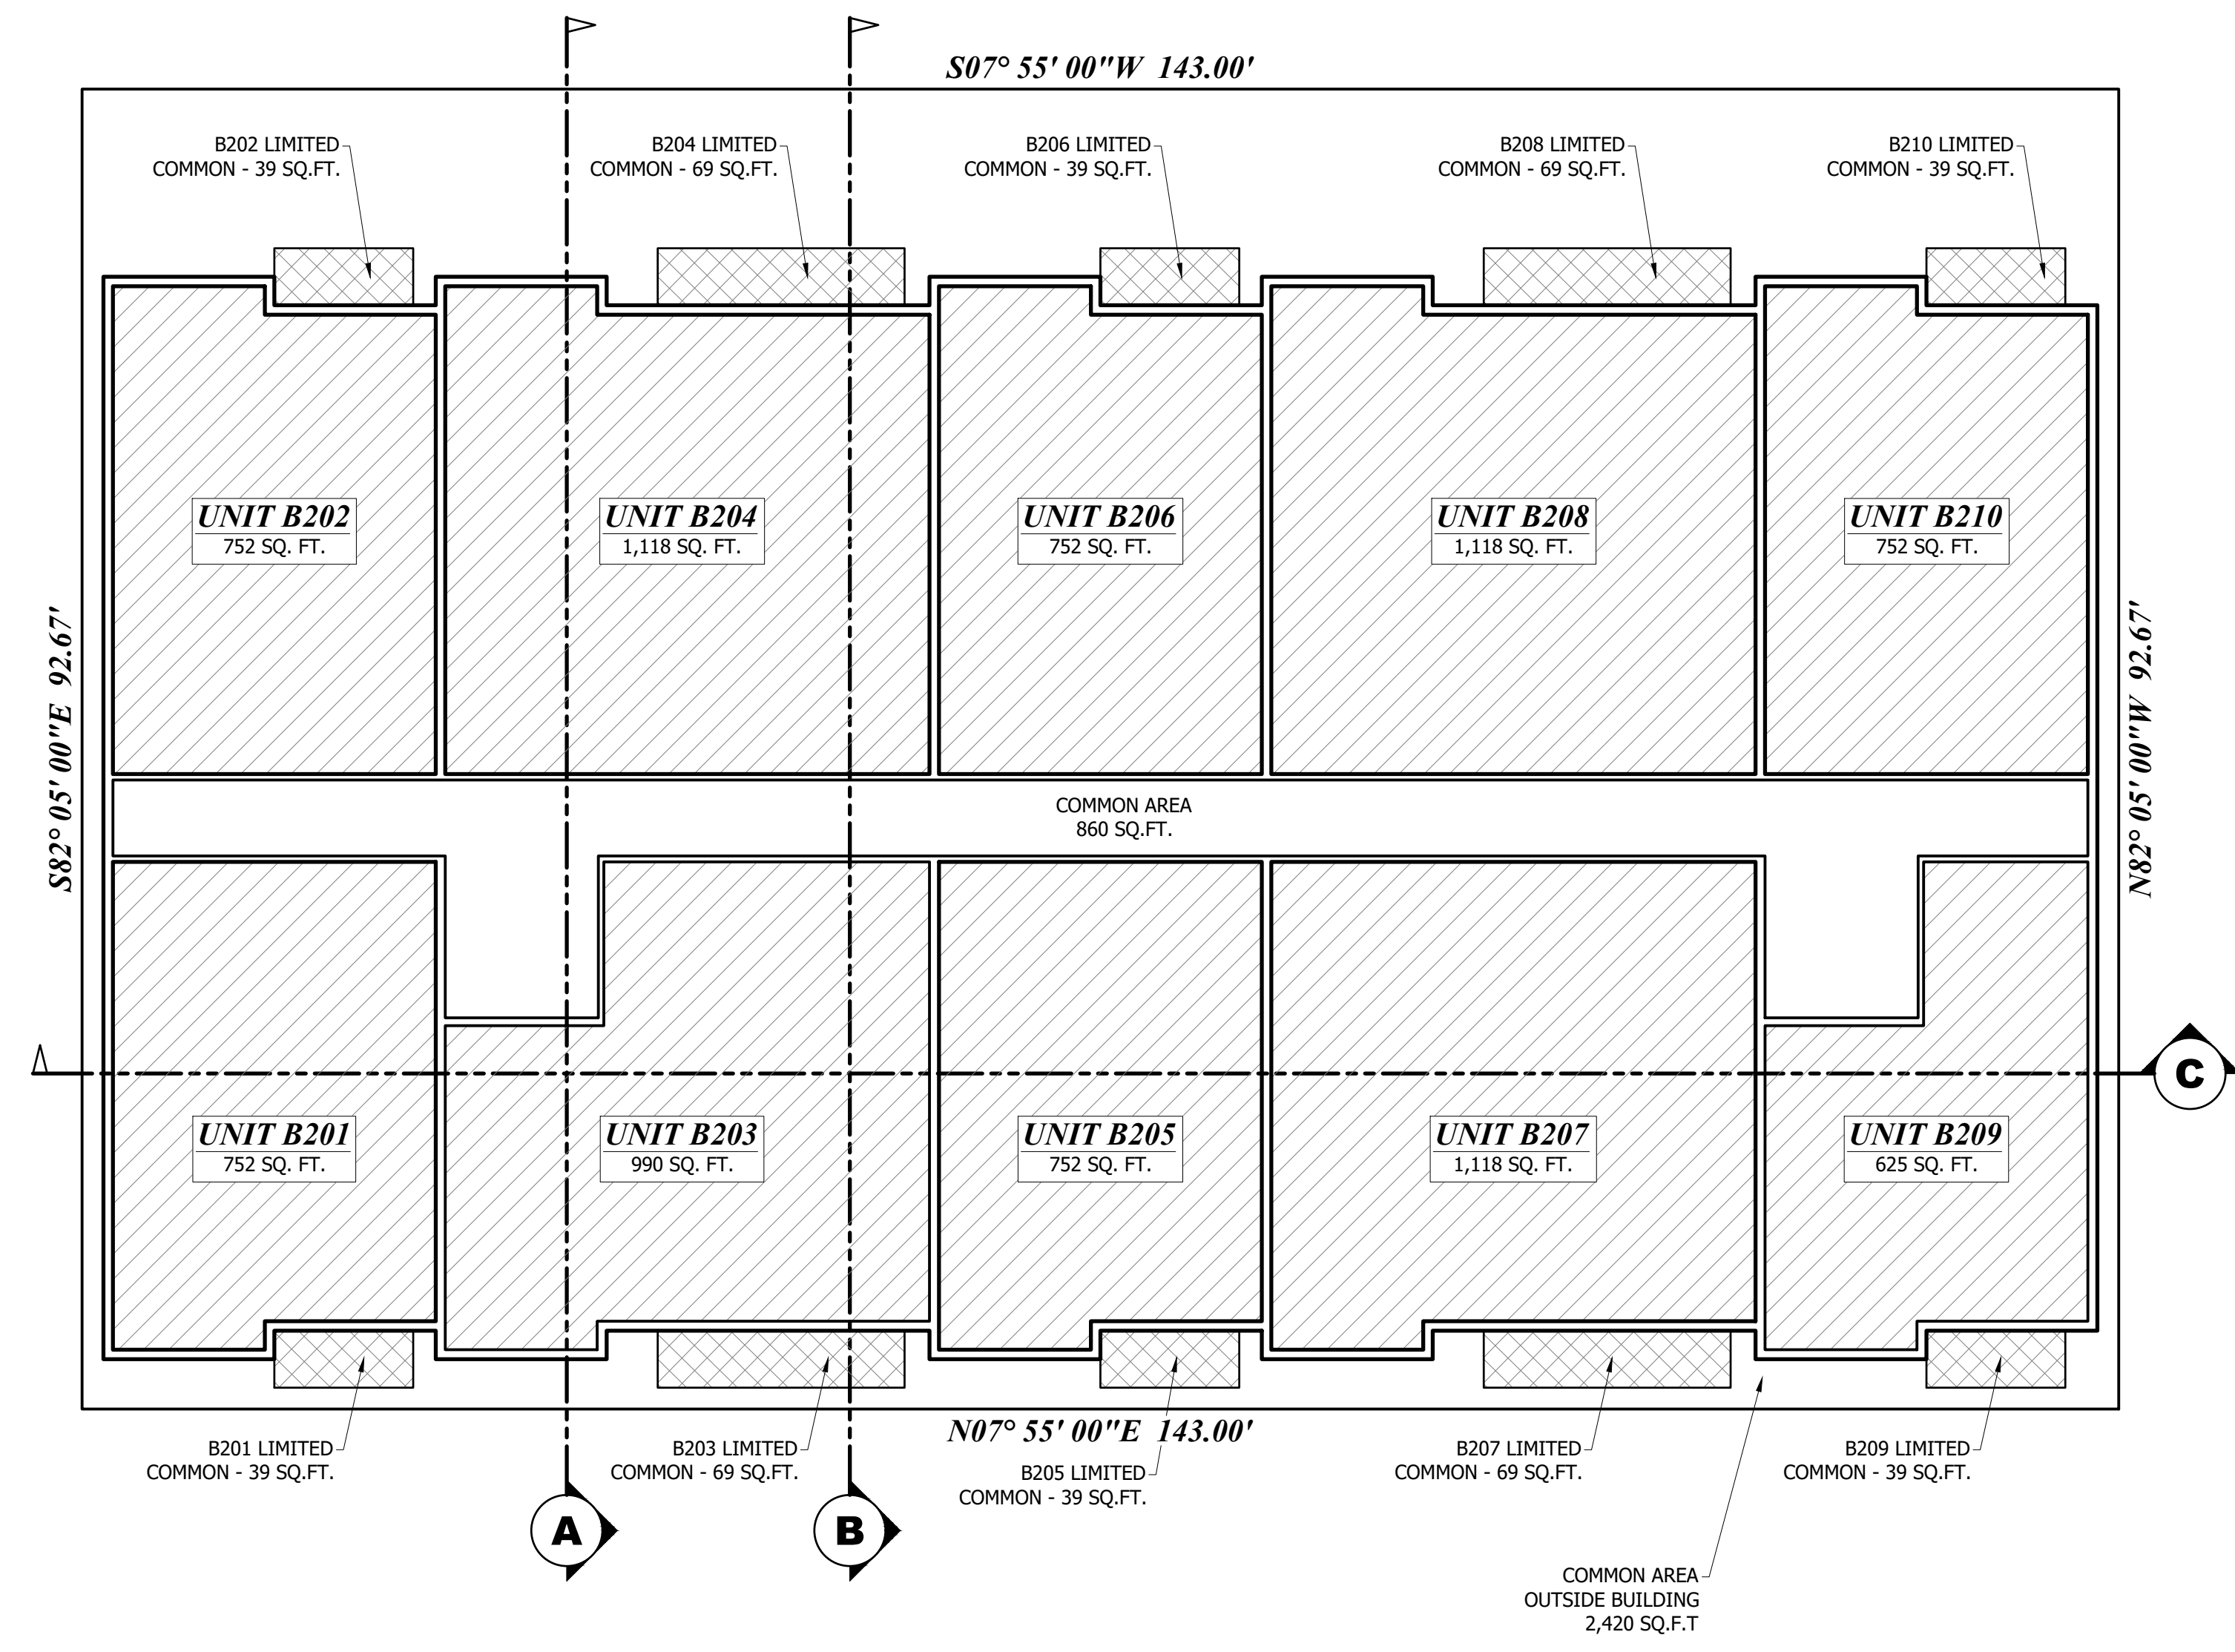 S07° 55' 00"W  143.00'
B202 LIMITED
COMMON - 39 SQ.FT.
B204 LIMITED
COMMON - 69 SQ.FT.
B206 LIMITED
COMMON - 39 SQ.FT.
B208 LIMITED
COMMON - 69 SQ.FT.
B210 LIMITED
COMMON - 39 SQ.FT.
UNIT B202
752 SQ. FT.
UNIT B204
1,118 SQ. FT.
UNIT B206
752 SQ. FT.
UNIT B208
1,118 SQ. FT.
UNIT B210
752 SQ. FT.
S82° 05' 00"E  92.67'
N82° 05' 00"W  92.67'
COMMON AREA
860 SQ.FT.
C
UNIT B201
752 SQ. FT.
UNIT B203
990 SQ. FT.
UNIT B205
752 SQ. FT.
UNIT B207
1,118 SQ. FT.
UNIT B209
625 SQ. FT.
N07° 55' 00"E  143.00'
B201 LIMITED
COMMON - 39 SQ.FT.
B203 LIMITED
COMMON - 69 SQ.FT.
B205 LIMITED
COMMON - 39 SQ.FT.
B207 LIMITED
COMMON - 69 SQ.FT.
B209 LIMITED
COMMON - 39 SQ.FT.
A
B
COMMON AREA
OUTSIDE BUILDING
2,420 SQ.F.T